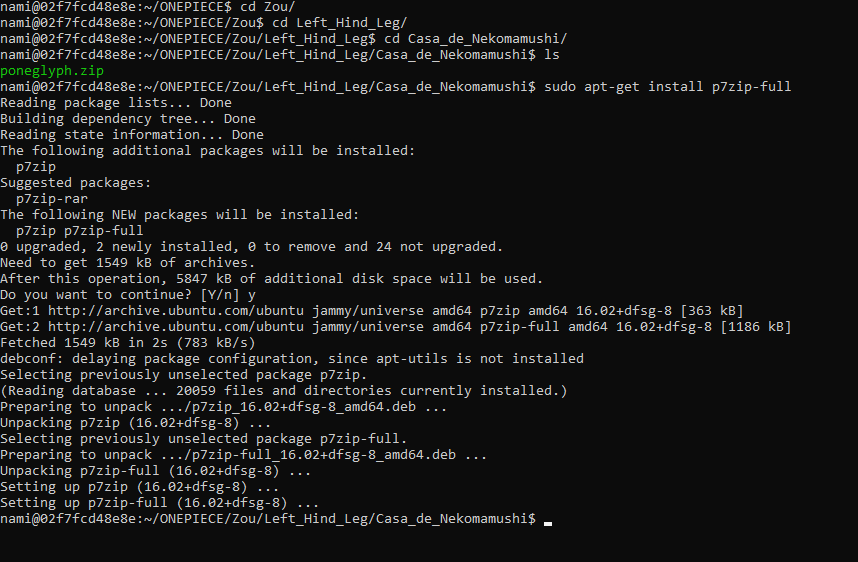 nami@02f7fcd48e8e:~/ONEPIECE$ cd Zou/
nami@02f7fcd48e8e:~/ONEPIECE/Zou$ cd Left_Hind_Leg/
nami@02f7fcd48e8e:~/ONEPIECE/Zou/Left_Hind_Leg$ cd Casa_de_Nekomamushi/
nami@02f7fcd48e8e:~/ONEPIECE/Zou/Left_Hind_Leg/Casa_de_Nekomamushi$ ls
poneglyph.zip
nami@02f7fcd48e8e:~/ONEPIECE/Zou/Left_Hind_Leg/Casa_de_Nekomamushi$ sudo apt-get install p7zip-full
Reading package lists... Done
Building dependency tree... Done
Reading state information... Done
The following additional packages will be installed:
  p7zip
Suggested packages:
  p7zip-rar
The following NEW packages will be installed:
  p7zip p7zip-full
0 upgraded, 2 newly installed, 0 to remove and 24 not upgraded.
Need to get 1549 kB of archives.
After this operation, 5847 kB of additional disk space will be used.
Do you want to continue? [Y/n] y
Get:1 http://archive.ubuntu.com/ubuntu jammy/universe amd64 p7zip amd64 16.02+dfsg-8 [363 kB]
Get:2 http://archive.ubuntu.com/ubuntu jammy/universe amd64 p7zip-full amd64 16.02+dfsg-8 [1186 kB]
Fetched 1549 kB in 2s (783 kB/s)
debconf: delaying package configuration, since apt-utils is not installed
Selecting previously unselected package p7zip.
(Reading database ... 20059 files and directories currently installed.)
Preparing to unpack .../p7zip_16.02+dfsg-8_amd64.deb ...
Unpacking p7zip (16.02+dfsg-8) ...
Selecting previously unselected package p7zip-full.
Preparing to unpack .../p7zip-full_16.02+dfsg-8_amd64.deb ...
Unpacking p7zip-full (16.02+dfsg-8) ...
Setting up p7zip (16.02+dfsg-8) ...
Setting up p7zip-full (16.02+dfsg-8) ...
nami@02f7fcd48e8e:~/ONEPIECE/Zou/Left_Hind_Leg/Casa_de_Nekomamushi$